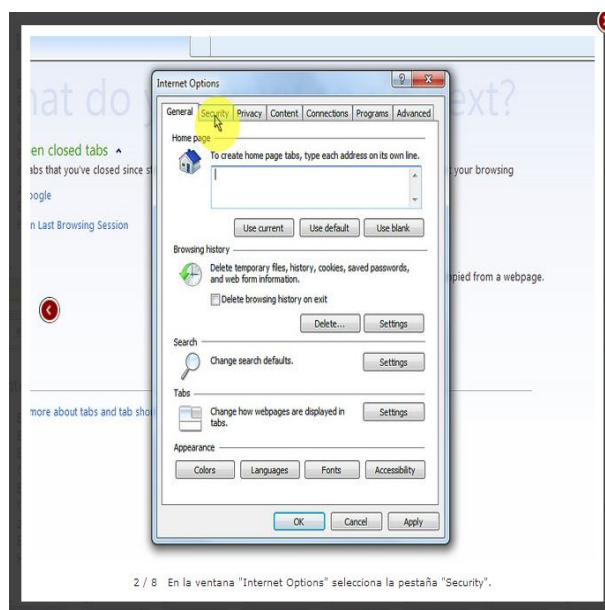 Internet Options
hat do
ext?
General Security Privacy Content Connections Programs Advanced
Home page
To create home page tabs, type each address on its own line.
Use current Use default Use blank
en closed tabs
abs that you've closed since s
t your browsing
oogle
n Last Browsing Session
Browsing history
Delete temporary files, history, cookies, saved passwords,
and web form information.
opied from a webpage.
Delete browsing history on exit
Delete... Settings
Search
Change search defaults.
Settings
Tabs
Change how webpages are displayed in
tabs.
Settings
more about tabs and tab sho
Appearance
Colors Languages Fonts Accessibility
OK Cancel Apply
2 / 8 En la ventana "Internet Options" selecciona la pestaña "Security".